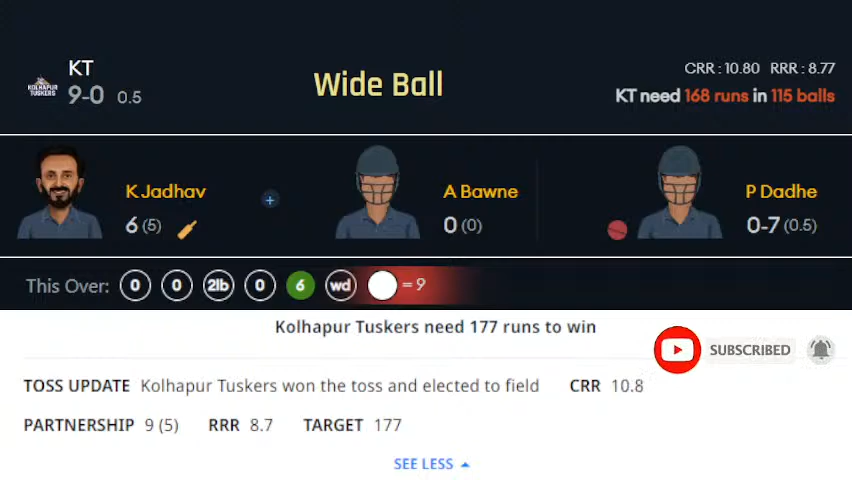 KT
KOLHAPUR
TUSKERS
9-0 0.5
Wide Ball
CRR : 10.80 RRR : 8.77
KT need 168 runs in 115 balls
K Jadhav
6 (5)
+
A Bawne
0 (0)
P Dadhe
0-7 (0.5)
This Over: 0 0 2lb 0 6 wd = 9
Kolhapur Tuskers need 177 runs to win
SUBSCRIBED
TOSS UPDATE Kolhapur Tuskers won the toss and elected to field CRR 10.8
PARTNERSHIP 9 (5) RRR 8.7 TARGET 177
SEE LESS